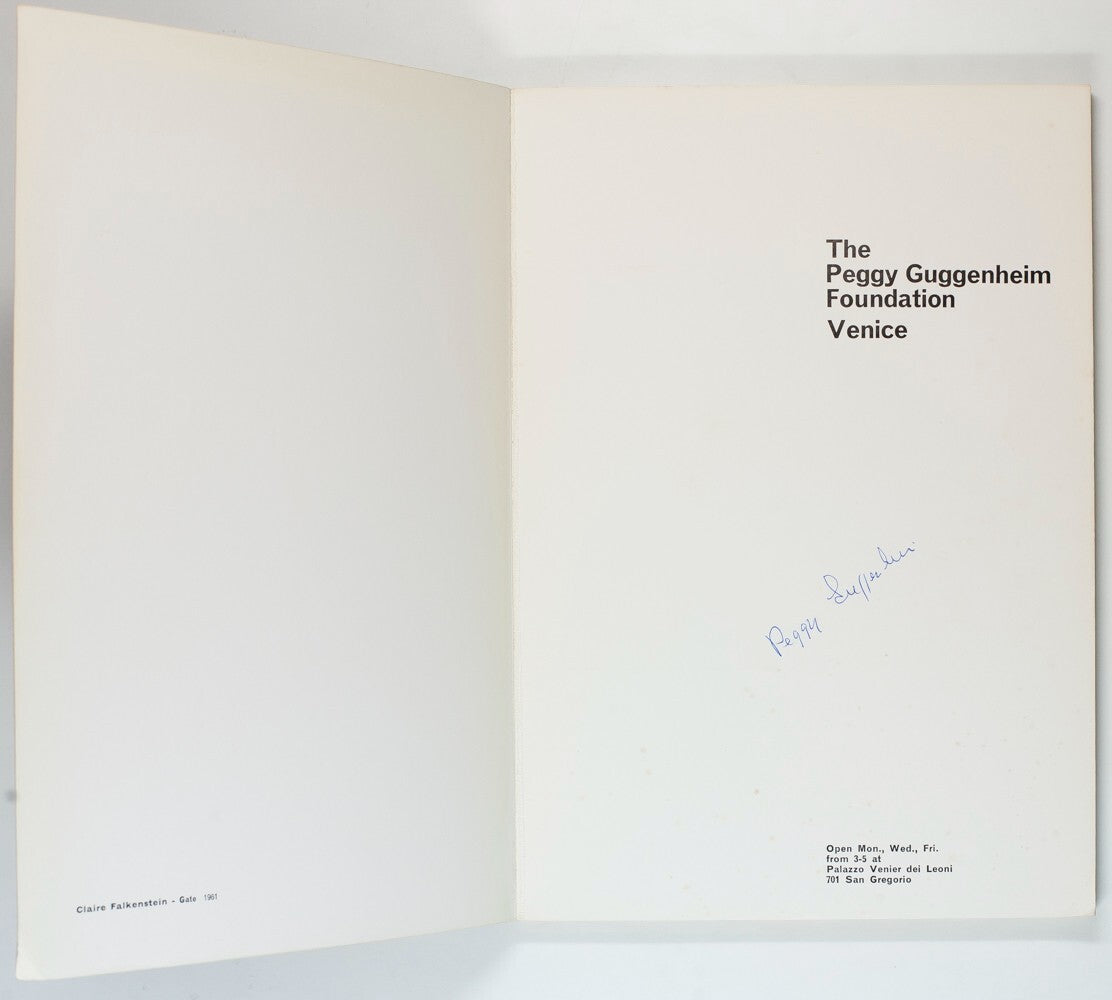 Claire Falkenstein - Gate 1961
The
Peggy Guggenheim
Foundation
Venice
Peggy Guggenheim
Open Mon., Wed., Fri.
from 3-5 at
Palazzo Venier dei Leoni
701 San Gregorio